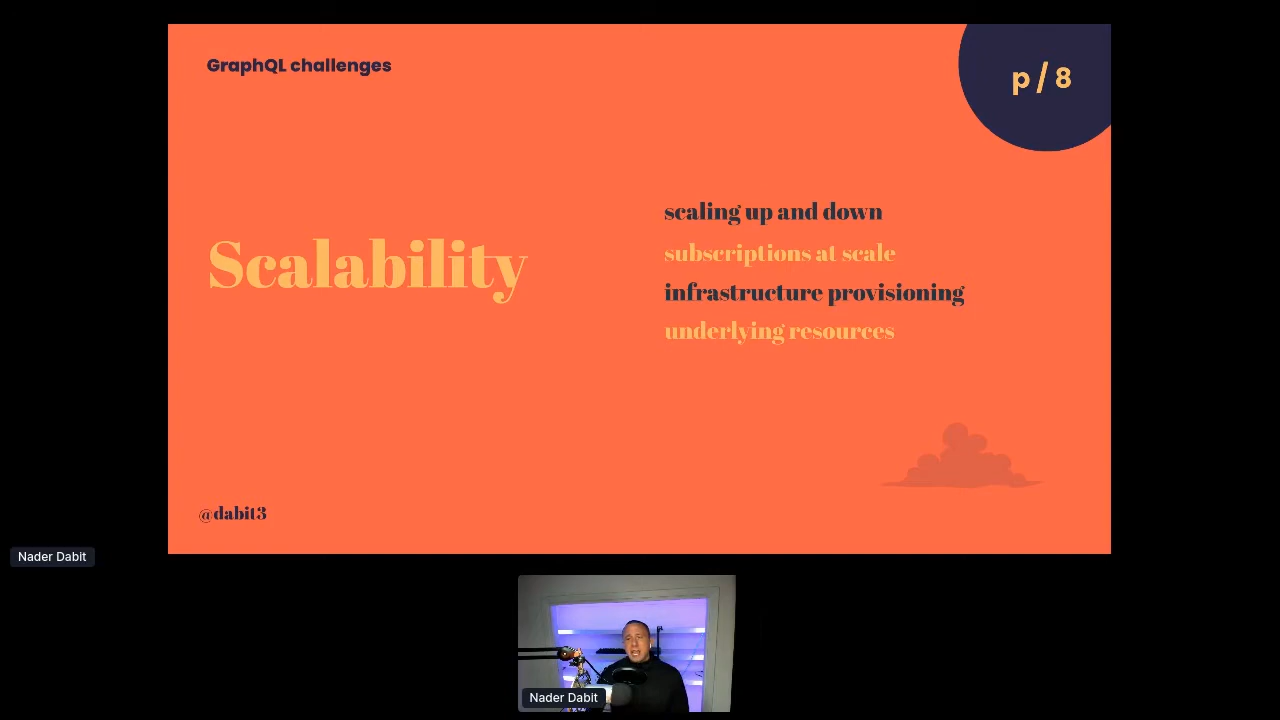 GraphQL challenges
p / 8
Scalability
scaling up and down
subscriptions at scale
infrastructure provisioning
underlying resources
@dabit3
Nader Dabit
Nader Dabit